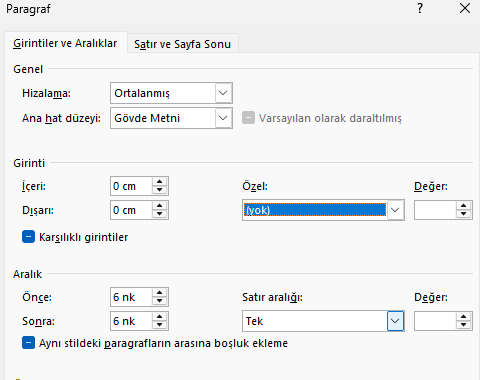 Paragraf ? ×
Girintiler ve Aralıklar Satır ve Sayfa Sonu
Genel
Hizalama: Ortalanmış
Ana hat düzeyi: Gövde Metni Varsayılan olarak daraltılmış
Girinti
İçeri: 0 cm Özel: Değer:
Dışarı: 0 cm (yok)
Karşılıklı girintiler
Aralık
Önce: 6 nk Satır aralığı: Değer:
Sonra: 6 nk Tek
Aynı stildeki paragrafların arasına boşluk ekleme